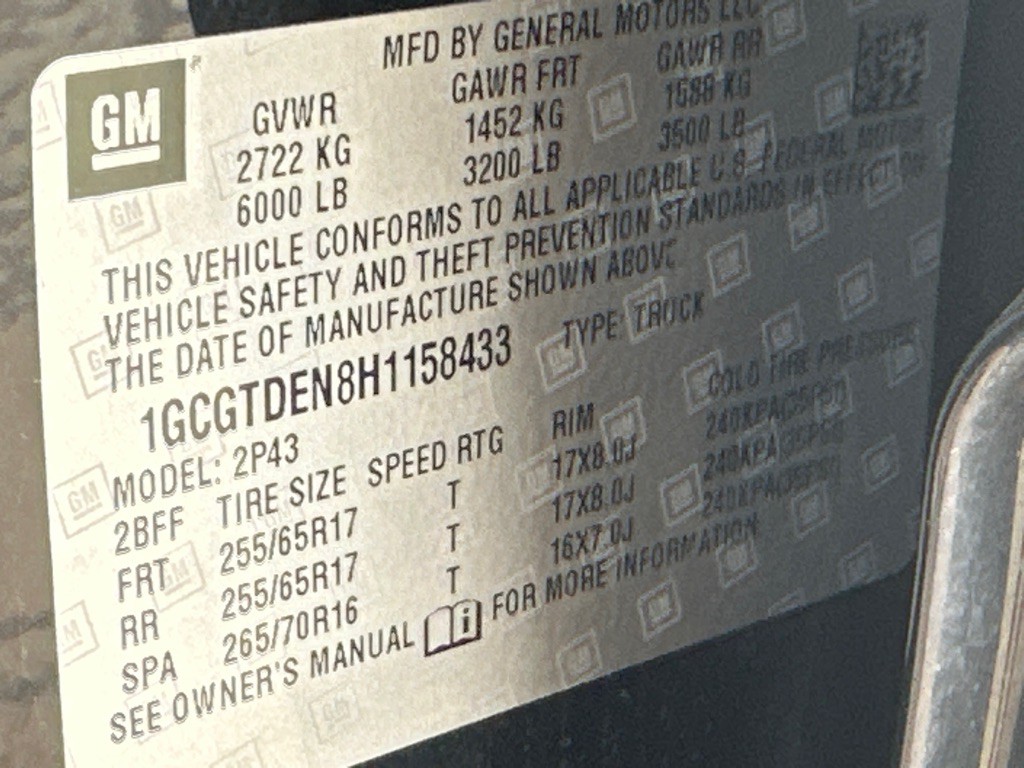 GM
MFD BY GENERAL MOTORS LLC
GVWR GAWR FRT GAWR RR
2722 KG 1452 KG 1588 KG
6000 LB 3200 LB 3500 LB
THIS VEHICLE CONFORMS TO ALL APPLICABLE U.S. FEDERAL MOTOR
VEHICLE SAFETY AND THEFT PREVENTION STANDARDS IN EFFECT ON
THE DATE OF MANUFACTURE SHOWN ABOVE
1GCGTDEN8H1158433 TYPE: TRUCK
MODEL: 2P43
2BFF TIRE SIZE SPEED RTG RIM COLD TIRE PRESSURE
FRT 255/65R17 T 17X8.0J 240KPA(35PSI)
RR 255/65R17 T 17X8.0J 240KPA(35PSI)
SPA 265/70R16 T 16X7.0J 240KPA(35PSI)
SEE OWNER'S MANUAL FOR MORE INFORMATION